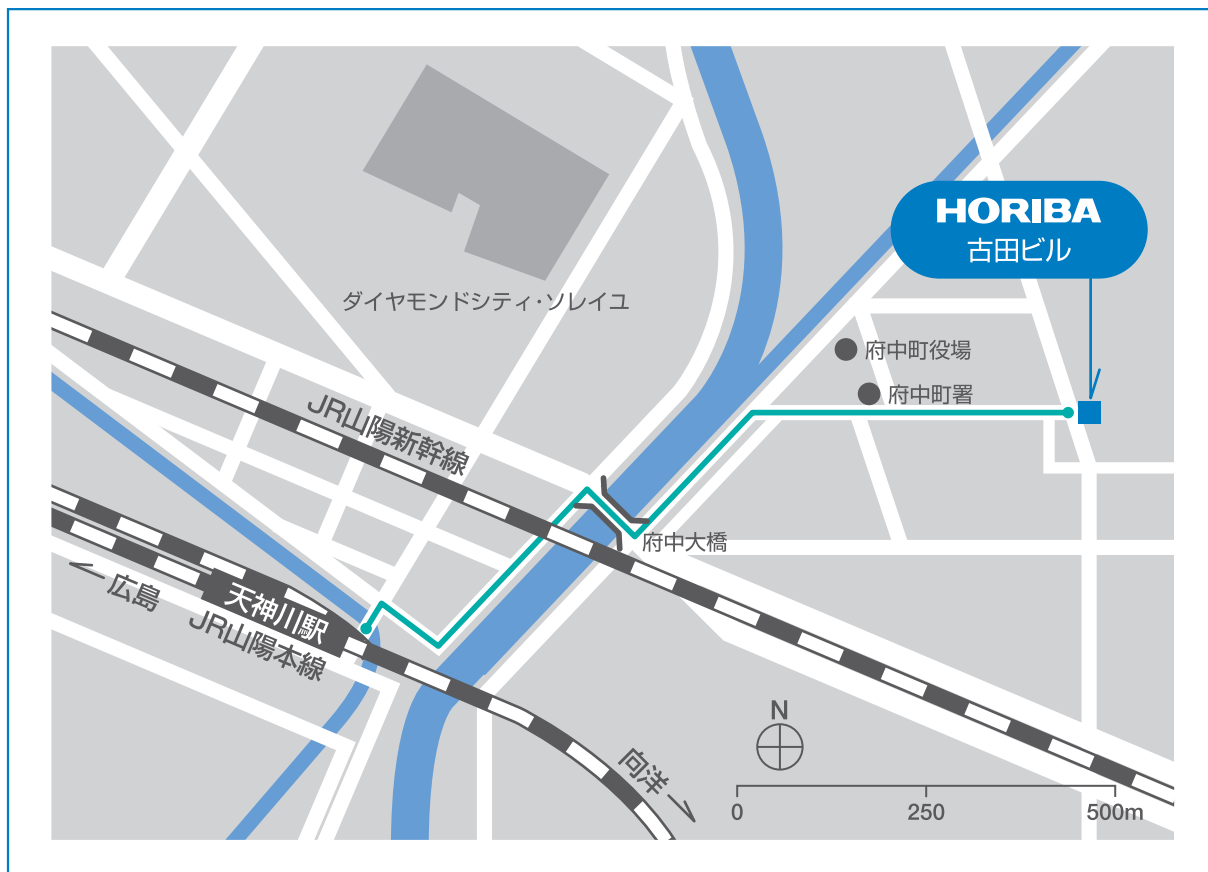 HORIBA
古田ビル
ダイヤモンドシティ・ソレイユ
府中町役場
府中町署
JR山陽新幹線
府中大橋
天神川駅
広島
JR山陽本線
向洋
N
0
250
500m